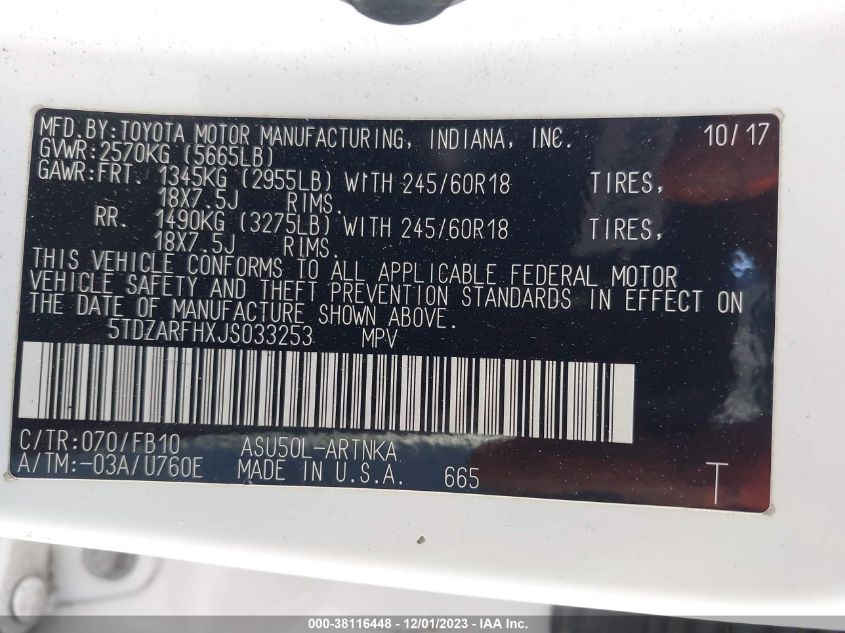 MFD.BY:TOYOTA MOTOR MANUFACTURING, INDIANA, INC. 10/17
GVWR:2570KG (5665LB)
GAWR:FRT. 1345KG (2955LB) WITH 245/60R18 TIRES,
18X7.5J RIMS.
RR. 1490KG (3275LB) WITH 245/60R18 TIRES,
18X7.5J RIMS.
THIS VEHICLE CONFORMS TO ALL APPLICABLE FEDERAL MOTOR
VEHICLE SAFETY AND THEFT PREVENTION STANDARDS IN EFFECT ON
THE DATE OF MANUFACTURE SHOWN ABOVE.
5TDZARFHXJS033253 MPV
C/TR:070/FB10 ASU50L-ARTNKA
A/TM:-03A/U760E MADE IN U.S.A. 665 T
000-38116448 - 12/01/2023 - IAA Inc.